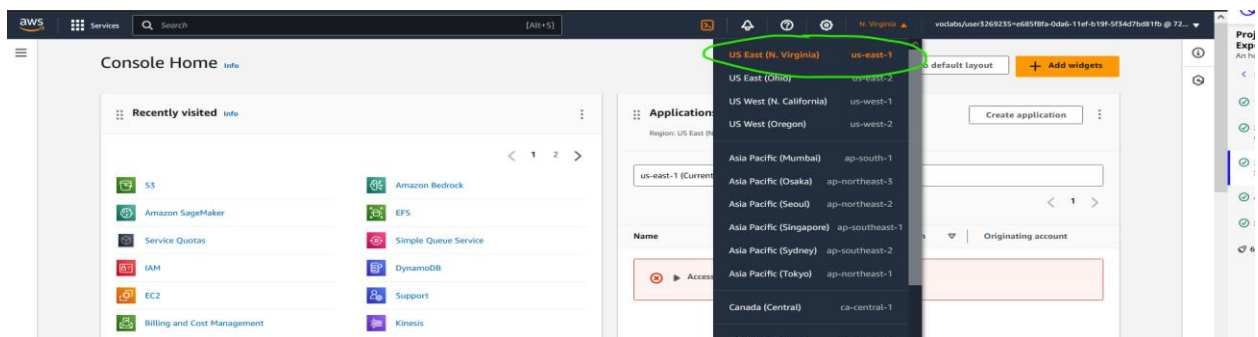 aws
Services
Search
[Alt+S]
N. Virginia
voclabs/user3269235=e685f8fa-0da6-11ef-b19f-5f34d7bd81fb @ 72...
Console Home Info
default layout
+ Add widgets
Recently visited Info
1 2
S3
Amazon SageMaker
Service Quotas
IAM
EC2
Billing and Cost Management
Amazon Bedrock
EFS
Simple Queue Service
DynamoDB
Support
Kinesis
Application
Region: US East (N
Create application
us-east-1 (Current
1
Name
Originating account
Access
US East (N. Virginia) us-east-1
US East (Ohio) us-east-2
US West (N. California) us-west-1
US West (Oregon) us-west-2
Asia Pacific (Mumbai) ap-south-1
Asia Pacific (Osaka) ap-northeast-3
Asia Pacific (Seoul) ap-northeast-2
Asia Pacific (Singapore) ap-southeast-1
Asia Pacific (Sydney) ap-southeast-2
Asia Pacific (Tokyo) ap-northeast-1
Canada (Central) ca-central-1
Proj
Expe
An he
6